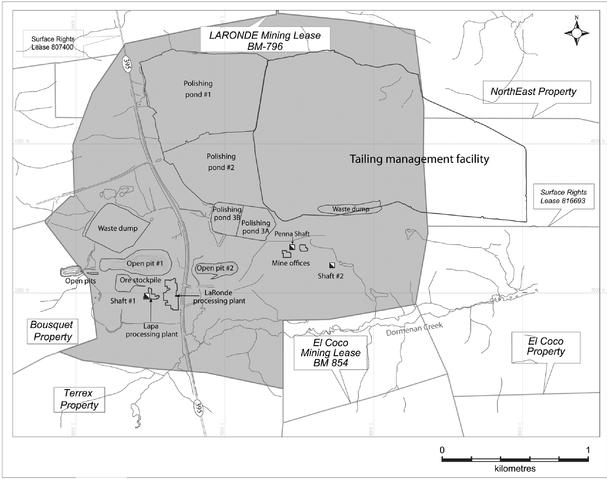 LARONDE Mining Lease
BM-796
Surface Rights
Lease 807400
395
N
Polishing
pond #1
NorthEast Property
Polishing
pond #2
Tailing management facility
Surface Rights
Lease 816693
Polishing
pond 3B
Polishing
pond 3A
Waste dump
Waste dump
Penna Shaft
Mine offices
Shaft #2
Open pit #1
Open pit #2
Open pits
Ore stockpile
Shaft #1
LaRonde
processing plant
Lapa
processing plant
Bousquet
Property
Dormenan Creek
El Coco
Mining Lease
BM 854
El Coco
Property
Terrex
Property
395
0
1
kilometres